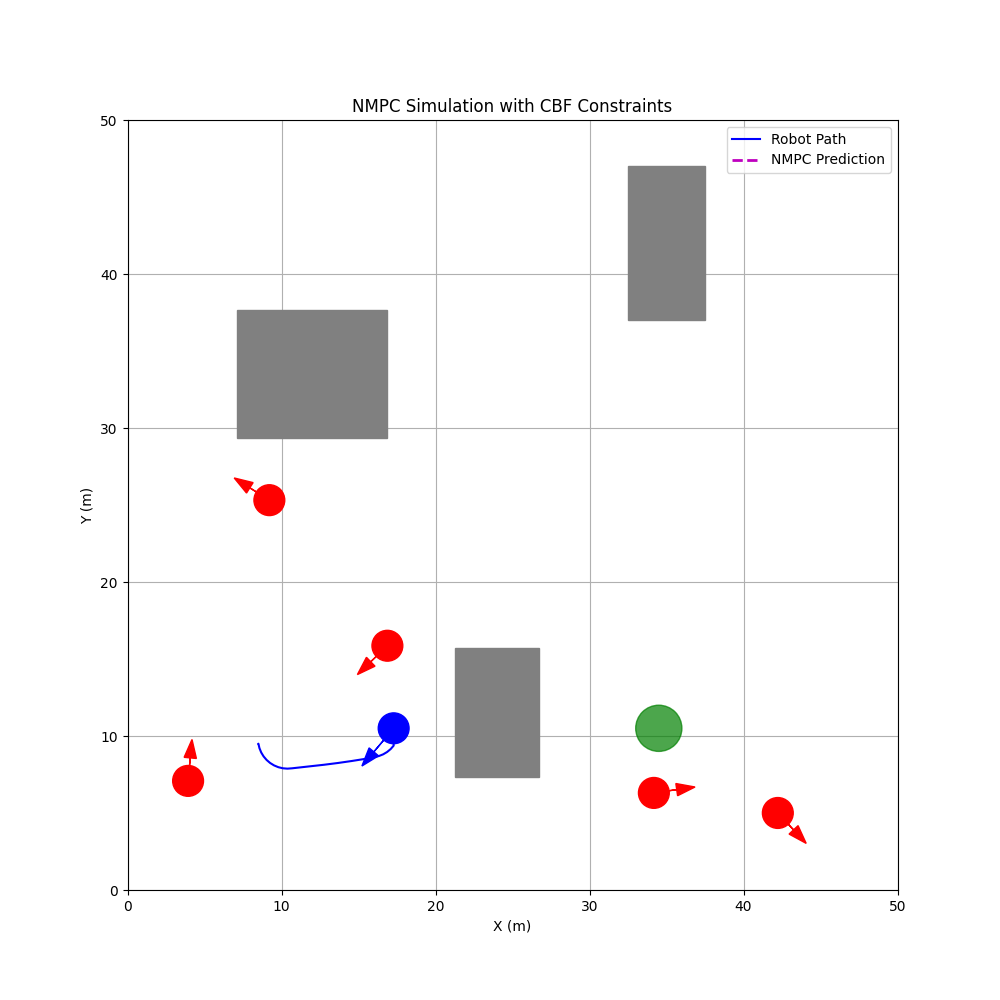 NMPC Simulation with CBF Constraints
Robot Path
NMPC Prediction
50
40
30
20
10
0
Y (m)
0 10 20 30 40 50
X (m)